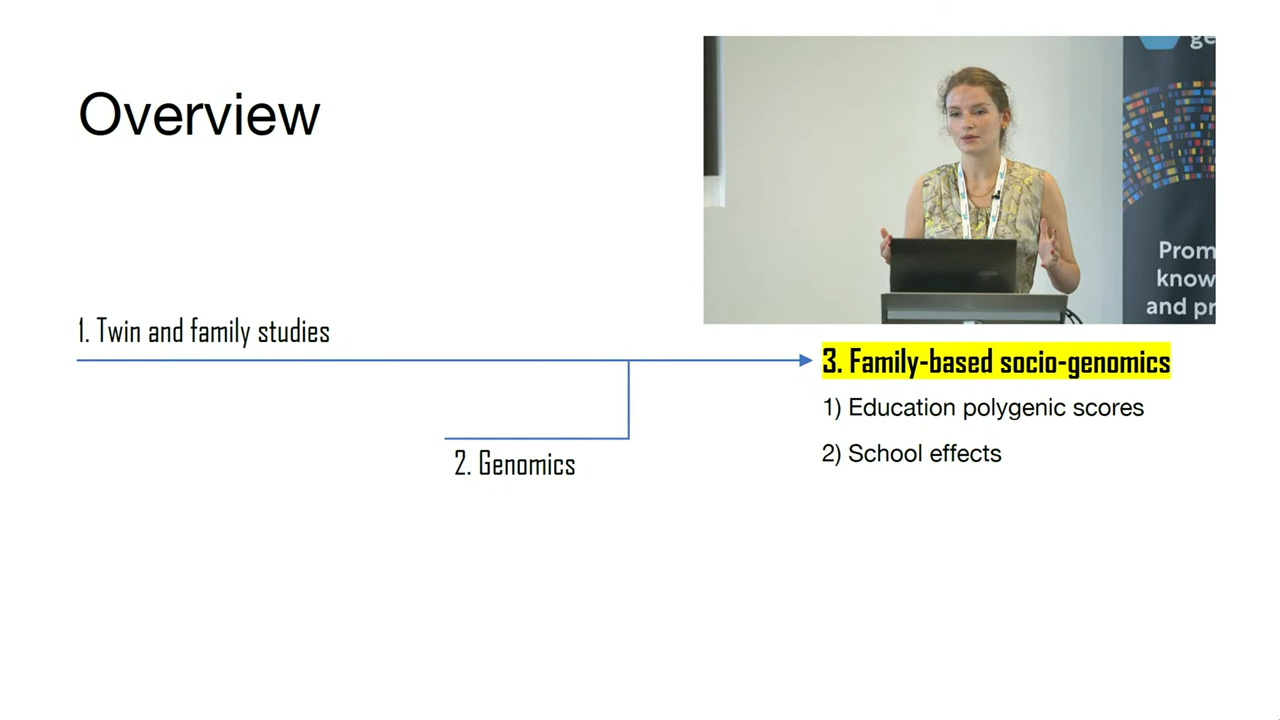 Overview
ge
Prom
know
and pr
1. Twin and family studies
3. Family-based socio-genomics
1) Education polygenic scores
2) School effects
2. Genomics